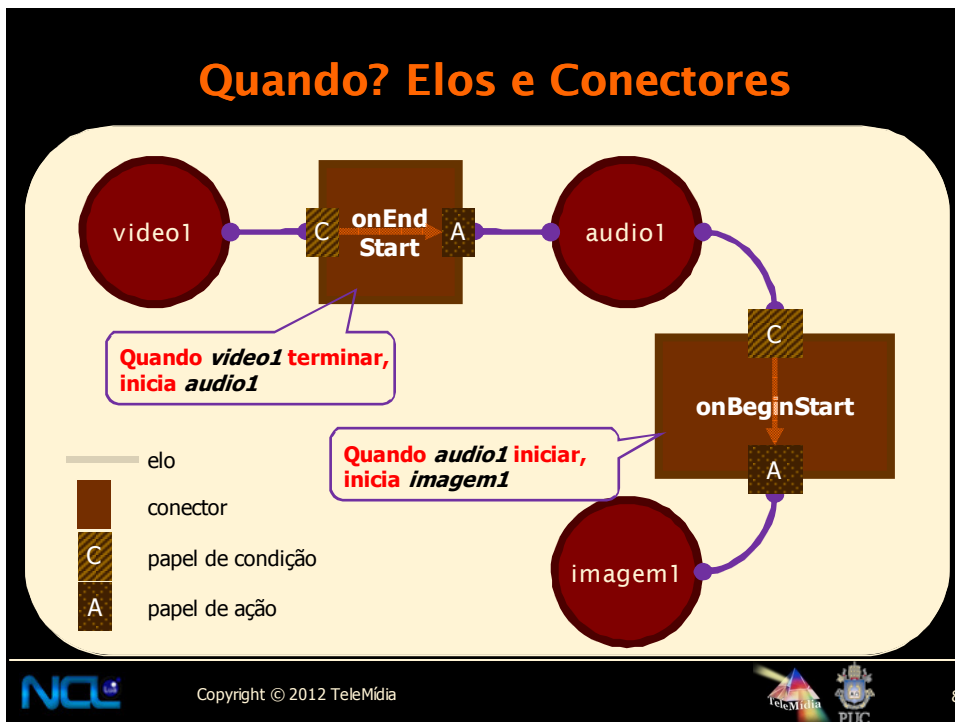 Quando? Elos e Conectores
video1
C
onEnd
Start
A
audio1
Quando video1 terminar,
inicia audio1
C
onBeginStart
A
Quando audio1 iniciar,
inicia imagem1
imagem1
elo
conector
C
papel de condição
A
papel de ação
NCL
Copyright © 2012 TeleMídia
TeleMídia
PUC
8